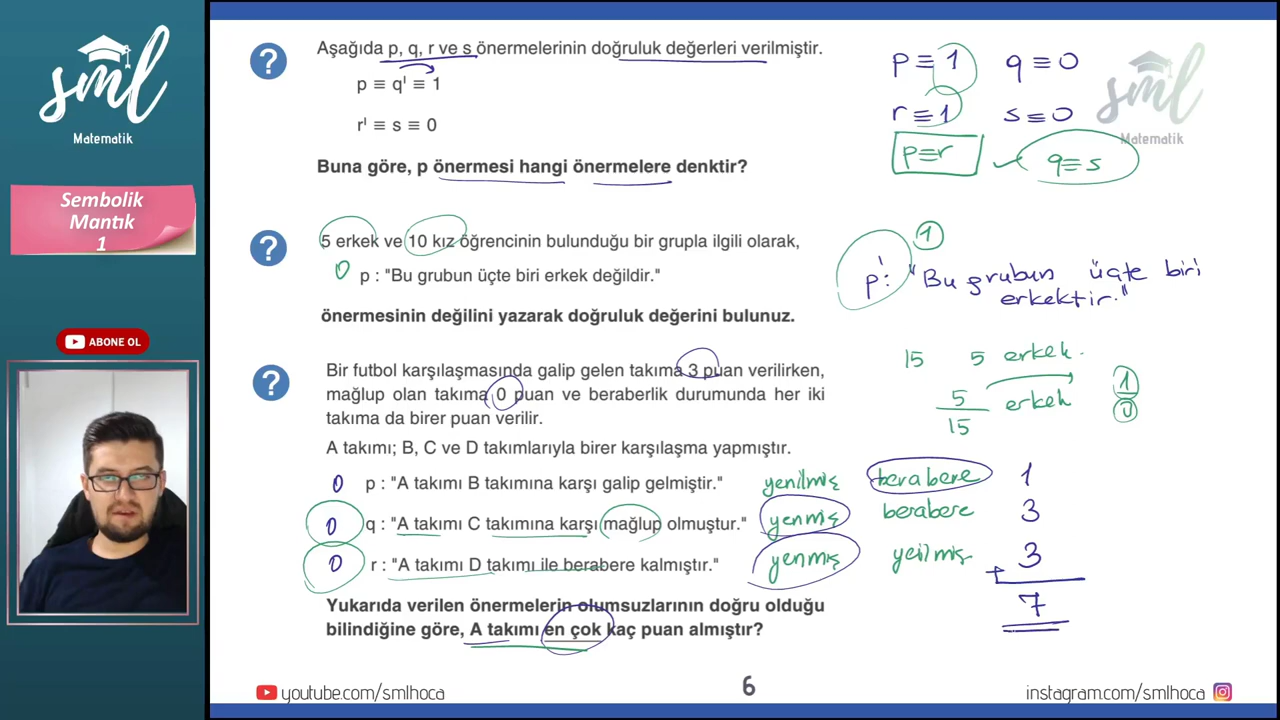 sml
Matematik
Sembolik
Mantık
1
ABONE OL
?
Aşağıda p, q, r ve s önermelerinin doğruluk değerleri verilmiştir.
p ≡ qı ≡ 1
rı ≡ s ≡ 0
Buna göre, p önermesi hangi önermelere denktir?
p ≡ 1 q ≡ 0
r ≡ 1 s ≡ 0
p≡r q≡s
sml
Matematik
?
5 erkek ve 10 kız öğrencinin bulunduğu bir grupla ilgili olarak,
0 p : "Bu grubun üçte biri erkek değildir."
önermesinin değilini yazarak doğruluk değerini bulunuz.
1
p': "Bu grubun üçte biri
erkektir."
15 5 erkek.
5/15 erkek
1
0
?
Bir futbol karşılaşmasında galip gelen takıma 3 puan verilirken,
mağlup olan takıma 0 puan ve beraberlik durumunda her iki
takıma da birer puan verilir.
A takımı; B, C ve D takımlarıyla birer karşılaşma yapmıştır.
0 p : "A takımı B takımına karşı galip gelmiştir." yenilmiş berabere 1
0 q : "A takımı C takımına karşı mağlup olmuştur." yenmiş berabere 3
0 r : "A takımı D takımı ile berabere kalmıştır." yenmiş yenilmiş + 3
7
Yukarıda verilen önermelerin olumsuzlarının doğru olduğu
bilindiğine göre, A takımı en çok kaç puan almıştır?
youtube.com/smlhoca
6
instagram.com/smlhoca